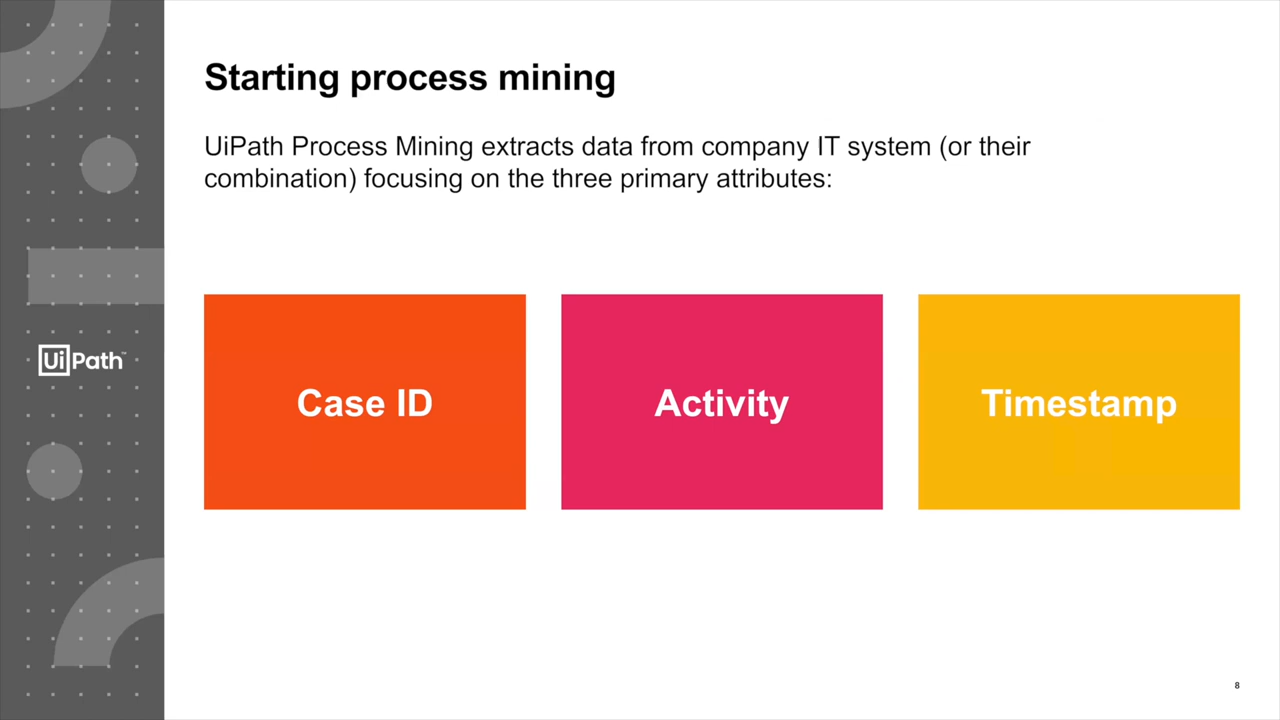 Starting process mining
UiPath Process Mining extracts data from company IT system (or their
combination) focusing on the three primary attributes:
UiPath™
Case ID
Activity
Timestamp
8